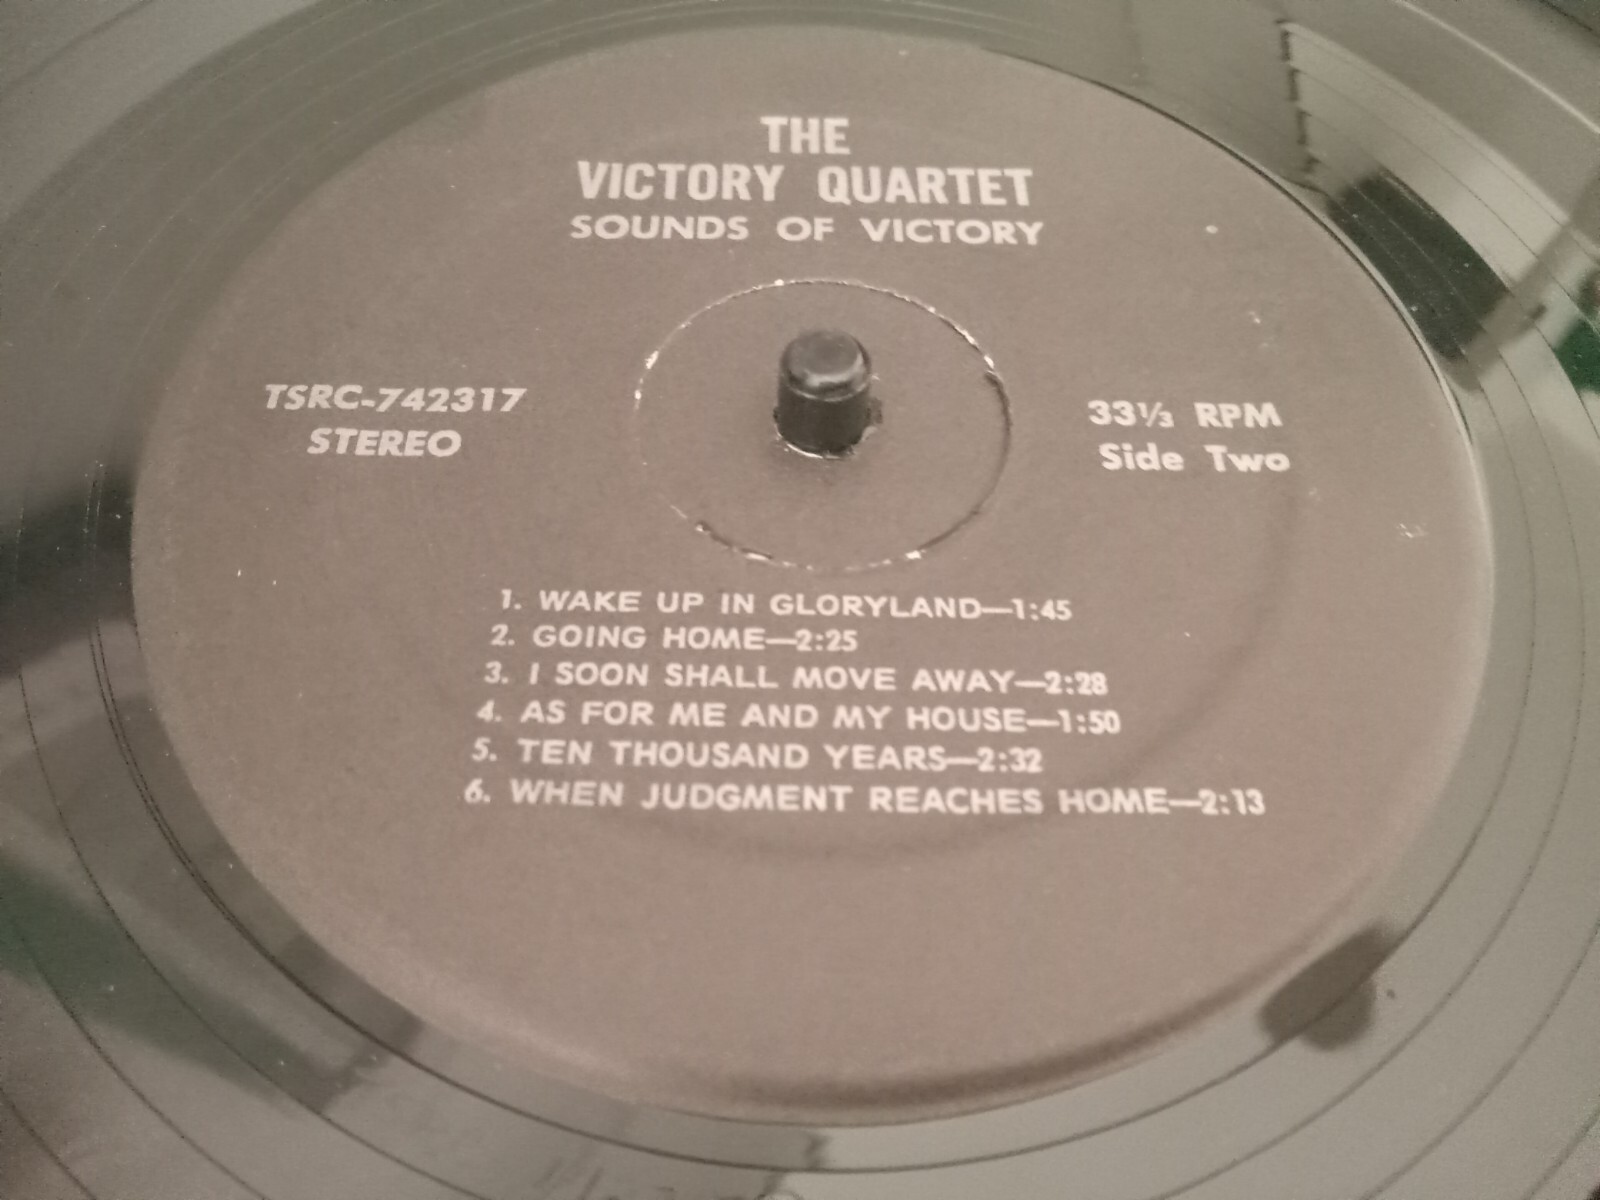 THE
VICTORY QUARTET
SOUNDS OF VICTORY
TSRC-742317
STEREO
33⅓ RPM
Side Two
1. WAKE UP IN GLORYLAND—1:45
2. GOING HOME—2:25
3. I SOON SHALL MOVE AWAY—2:28
4. AS FOR ME AND MY HOUSE—1:50
5. TEN THOUSAND YEARS—2:32
6. WHEN JUDGMENT REACHES HOME—2:13